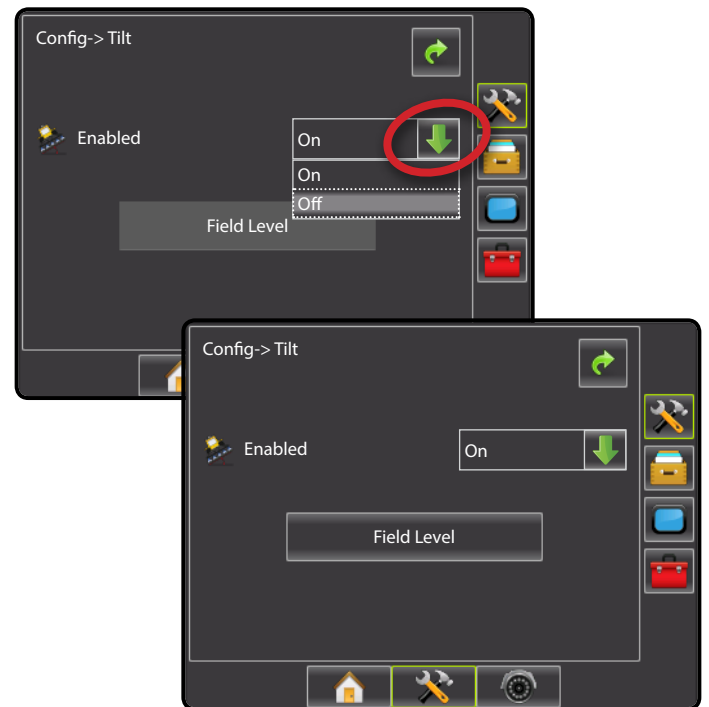 Config-> Tilt
Enabled
On
On
Off
Field Level
Config-> Tilt
Enabled
On
Field Level